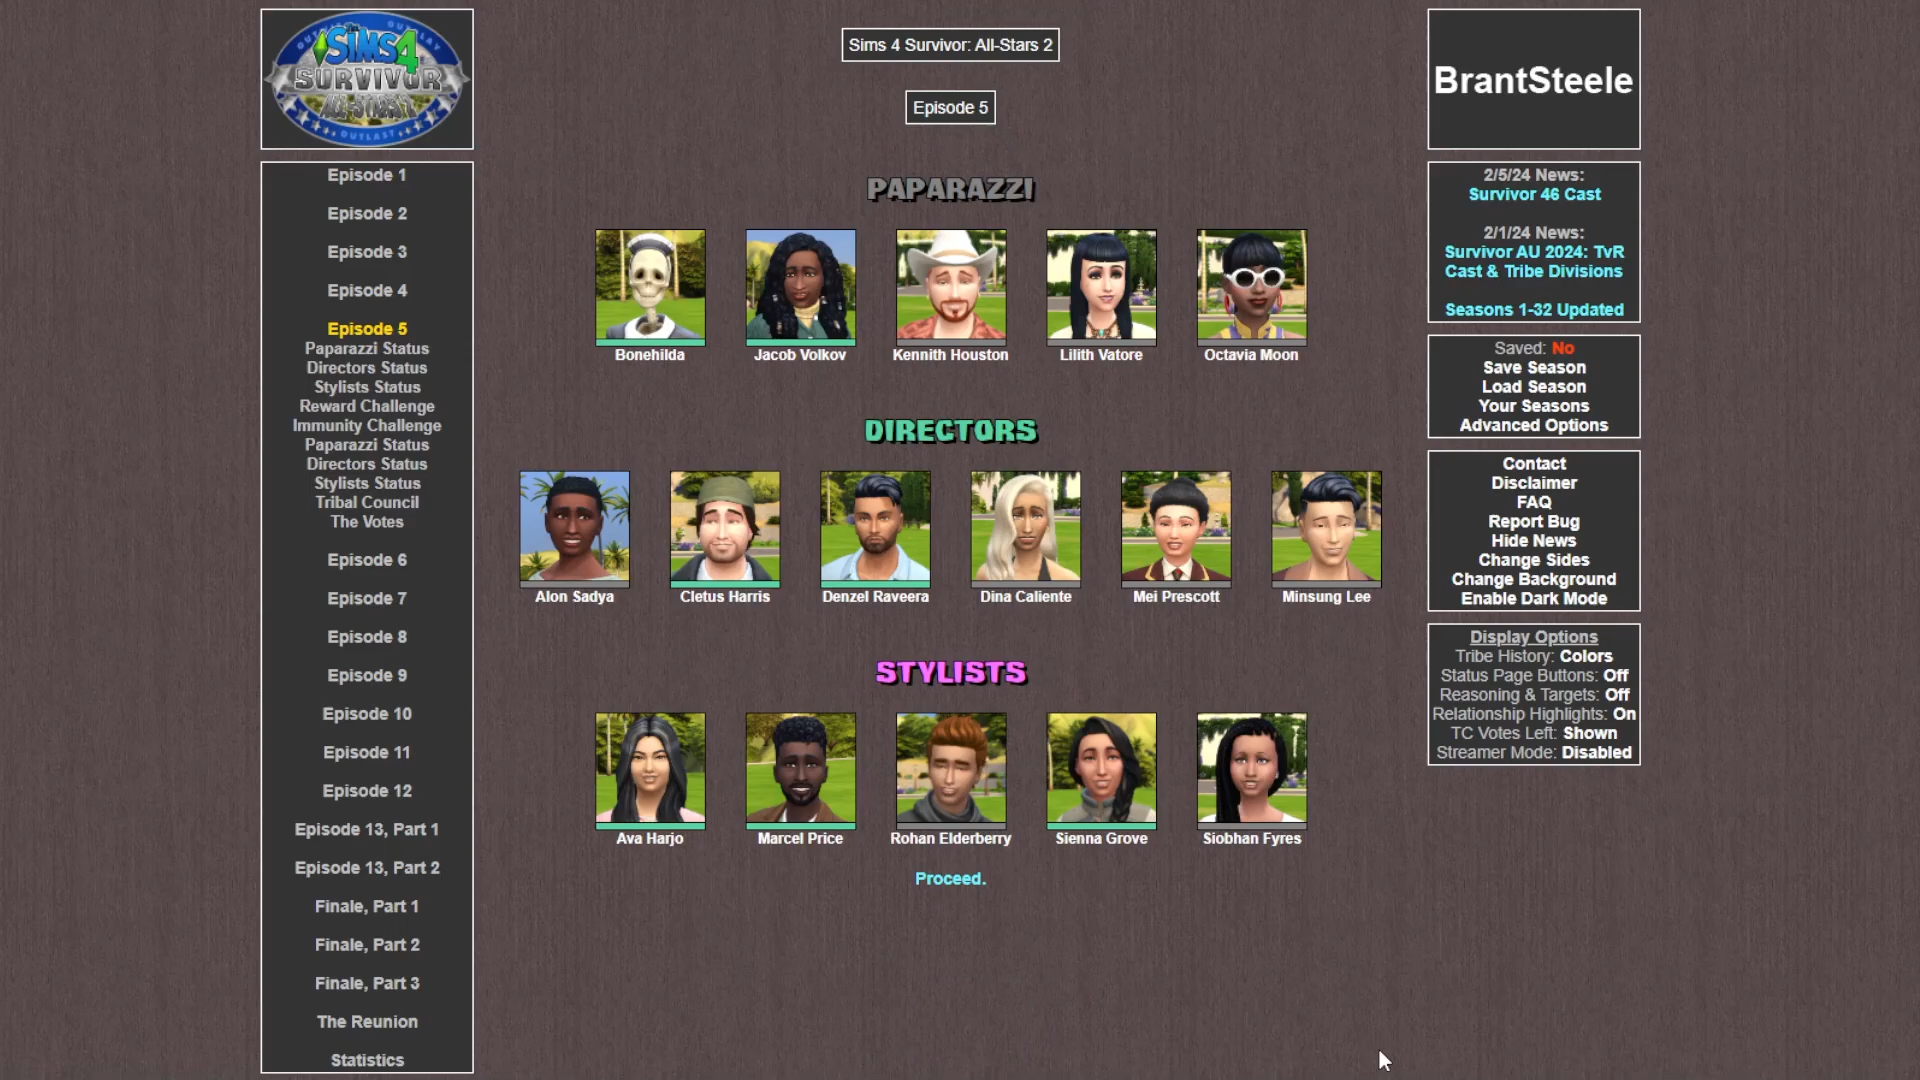 OUTPLAY
The
SiMS 4
SURVIVOR
ALL-STARS 2
OUTLAST
Episode 1
Episode 2
Episode 3
Episode 4
Episode 5
Paparazzi Status
Directors Status
Stylists Status
Reward Challenge
Immunity Challenge
Paparazzi Status
Directors Status
Stylists Status
Tribal Council
The Votes
Episode 6
Episode 7
Episode 8
Episode 9
Episode 10
Episode 11
Episode 12
Episode 13, Part 1
Episode 13, Part 2
Finale, Part 1
Finale, Part 2
Finale, Part 3
The Reunion
Statistics
Sims 4 Survivor: All-Stars 2
Episode 5
PAPARAZZI
Bonehilda
Jacob Volkov
Kennith Houston
Lilith Vatore
Octavia Moon
DIRECTORS
Alon Sadya
Cletus Harris
Denzel Raveera
Dina Caliente
Mei Prescott
Minsung Lee
STYLISTS
Ava Harjo
Marcel Price
Rohan Elderberry
Sienna Grove
Siobhan Fyres
Proceed.
BrantSteele
2/5/24 News:
Survivor 46 Cast
2/1/24 News:
Survivor AU 2024: TvR
Cast & Tribe Divisions
Seasons 1-32 Updated
Saved: No
Save Season
Load Season
Your Seasons
Advanced Options
Contact
Disclaimer
FAQ
Report Bug
Hide News
Change Sides
Change Background
Enable Dark Mode
Display Options
Tribe History: Colors
Status Page Buttons: Off
Reasoning & Targets: Off
Relationship Highlights: On
TC Votes Left: Shown
Streamer Mode: Disabled